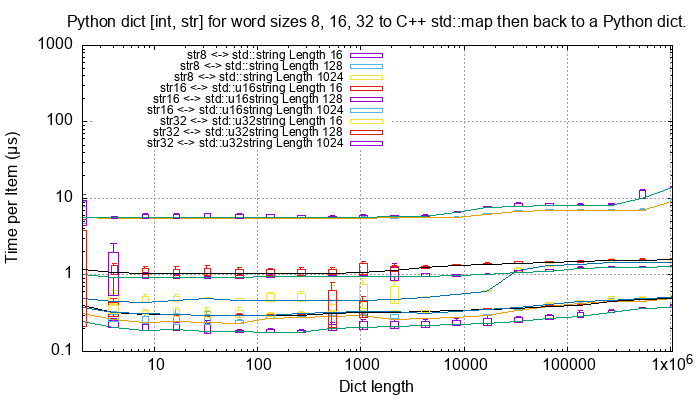 Python dict [int, str] for word sizes 8, 16, 32 to C++ std::map then back to a Python dict.
1000
str8 <-> std::string Length 16
str8 <-> std::string Length 128
str8 <-> std::string Length 1024
str16 <-> std::u16string Length 16
str16 <-> std::u16string Length 128
str16 <-> std::u16string Length 1024
str32 <-> std::u32string Length 16
str32 <-> std::u32string Length 128
str32 <-> std::u32string Length 1024
100
10
1
0.1
Time per Item (µs)
10 100 1000 10000 100000 1x10⁶
Dict length